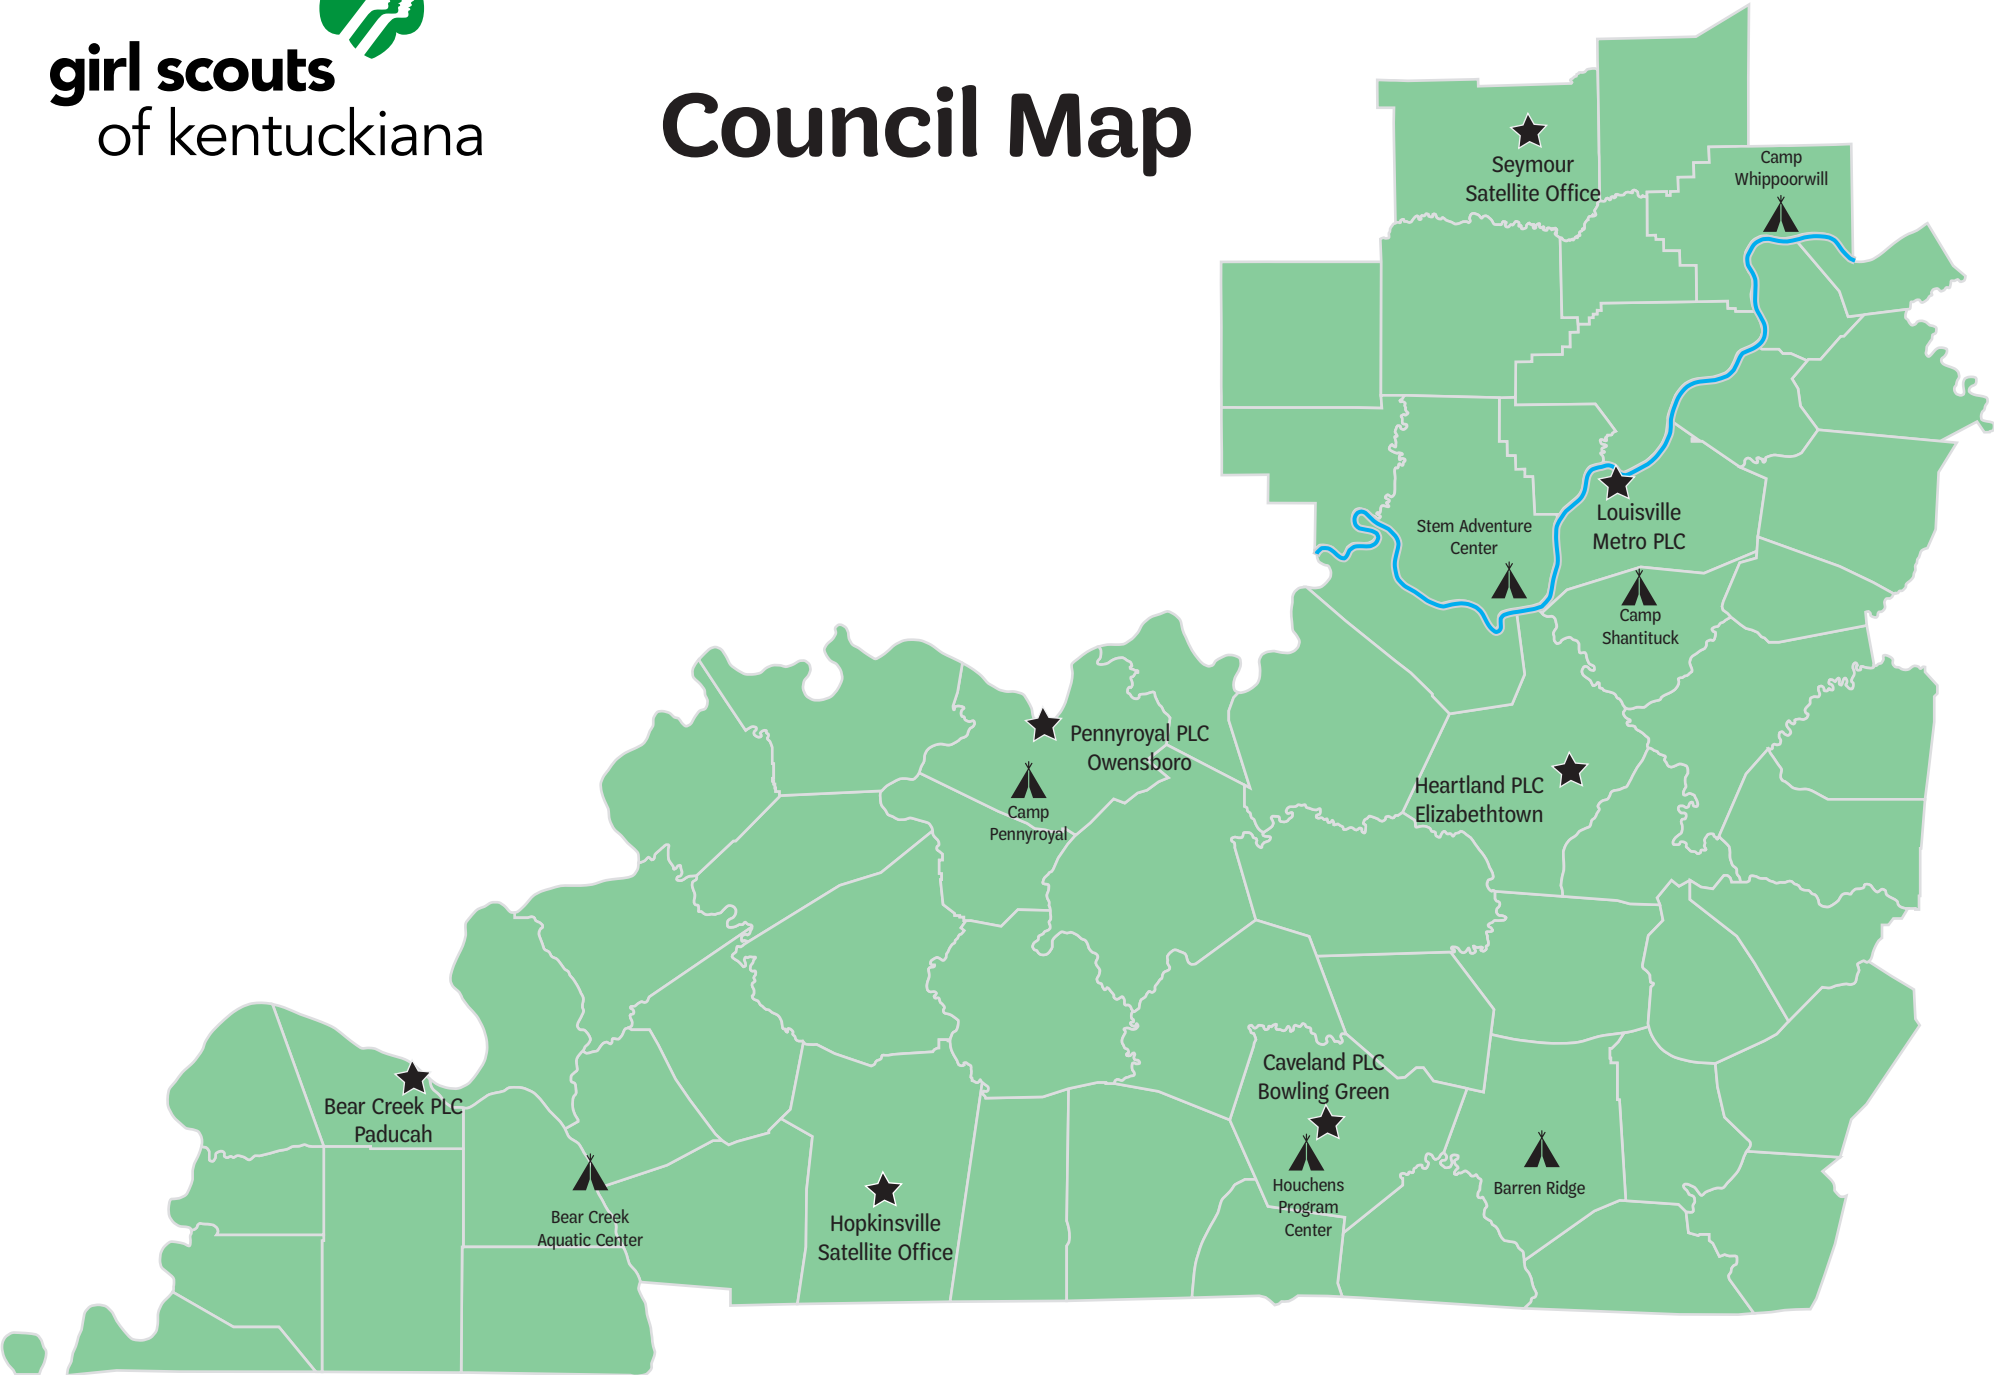 girl scouts
of kentuckiana
Council Map
Seymour
Satellite Office
Camp
Whippoorwill
Stem Adventure
Center
Louisville
Metro PLC
Camp
Shantituck
Pennyroyal PLC
Owensboro
Camp
Pennyroyal
Heartland PLC
Elizabethtown
Caveland PLC
Bowling Green
Houchens
Program
Center
Barren Ridge
Bear Creek PLC
Paducah
Bear Creek
Aquatic Center
Hopkinsville
Satellite Office